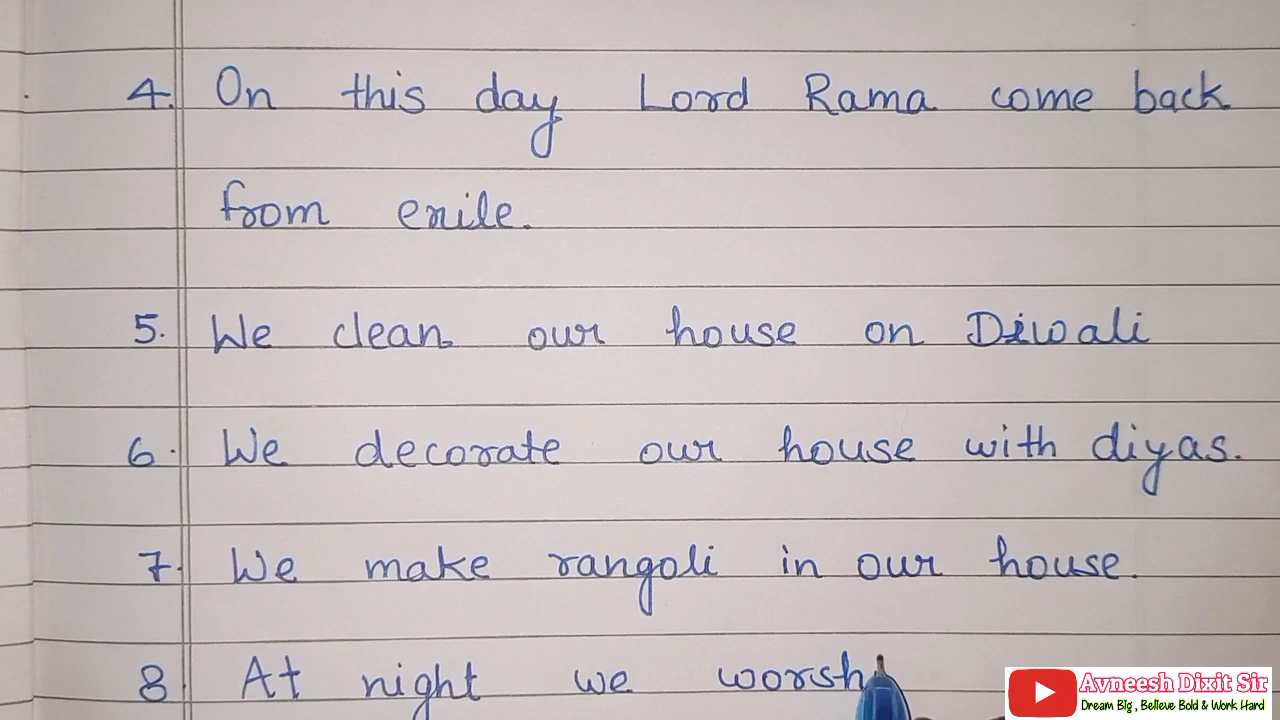 4. On this day Lord Rama come back
from exile.
5. We clean our house on Diwali
6. We decorate our house with diyas.
7. We make rangoli in our house.
8 At night we worsh
Avneesh Dixit Sir
Dream Big , Believe Bold & Work Hard